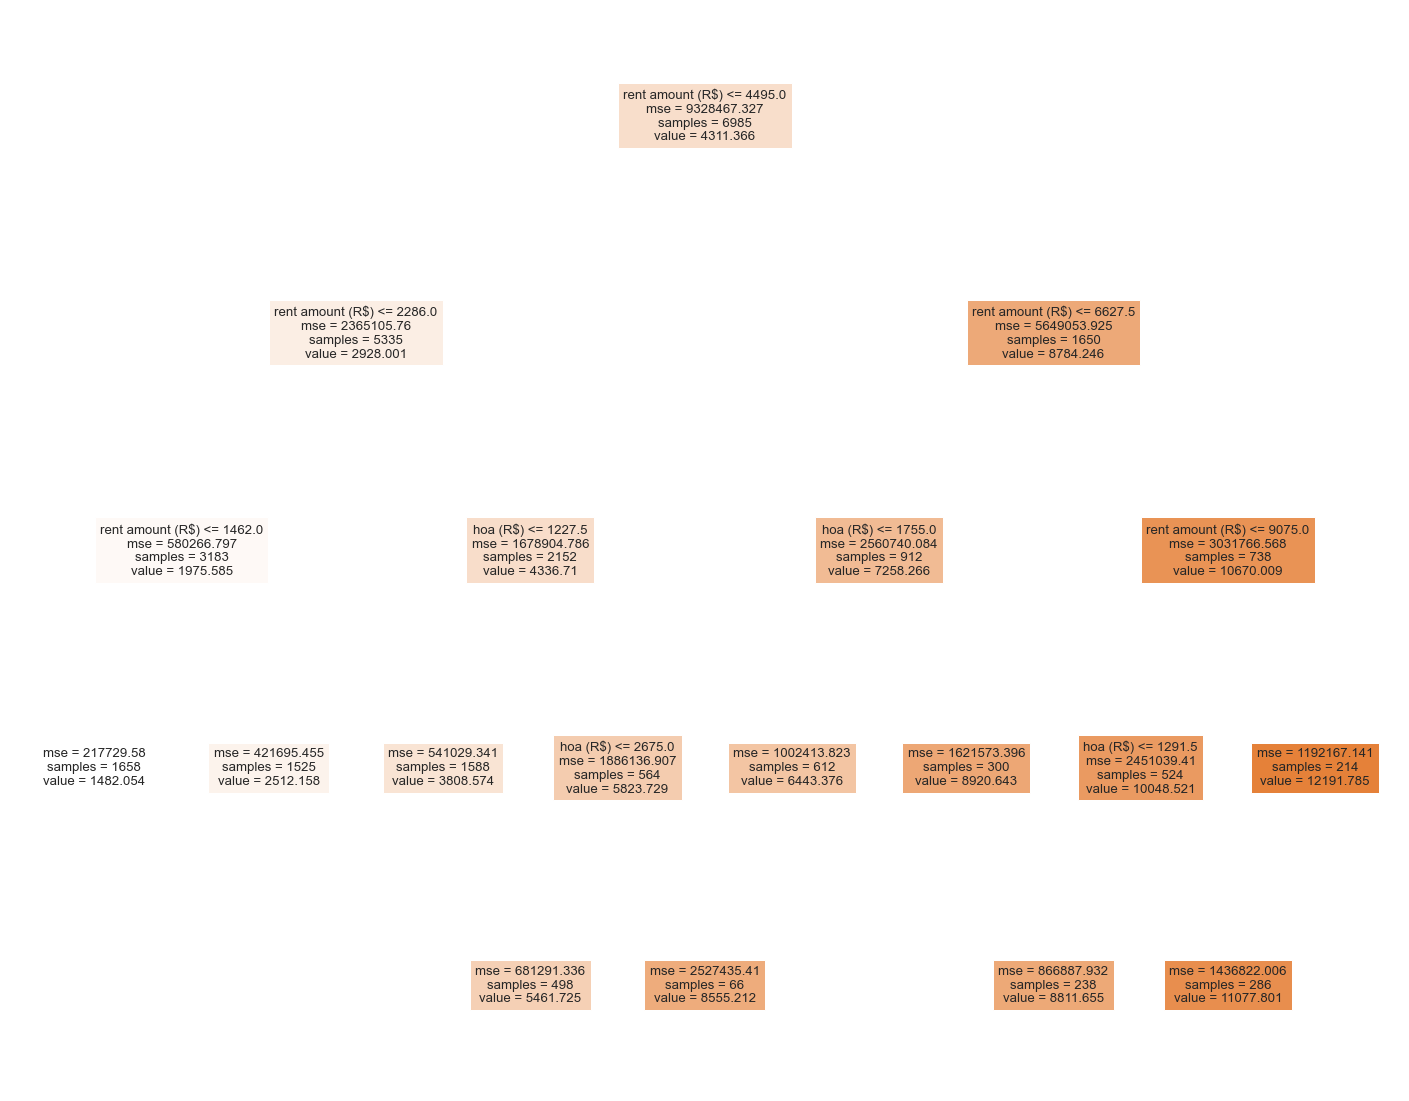 rent amount (R$) <= 4495.0
mse = 9328467.327
samples = 6985
value = 4311.366
rent amount (R$) <= 2286.0
mse = 2365105.76
samples = 5335
value = 2928.001
rent amount (R$) <= 6627.5
mse = 5649053.925
samples = 1650
value = 8784.246
rent amount (R$) <= 1462.0
mse = 580266.797
samples = 3183
value = 1975.585
hoa (R$) <= 1227.5
mse = 1678904.786
samples = 2152
value = 4336.71
hoa (R$) <= 1755.0
mse = 2560740.084
samples = 912
value = 7258.266
rent amount (R$) <= 9075.0
mse = 3031766.568
samples = 738
value = 10670.009
mse = 217729.58
samples = 1658
value = 1482.054
mse = 421695.455
samples = 1525
value = 2512.158
mse = 541029.341
samples = 1588
value = 3808.574
hoa (R$) <= 2675.0
mse = 1886136.907
samples = 564
value = 5823.729
mse = 1002413.823
samples = 612
value = 6443.376
mse = 1621573.396
samples = 300
value = 8920.643
hoa (R$) <= 1291.5
mse = 2451039.41
samples = 524
value = 10048.521
mse = 1192167.141
samples = 214
value = 12191.785
mse = 681291.336
samples = 498
value = 5461.725
mse = 2527435.41
samples = 66
value = 8555.212
mse = 866887.932
samples = 238
value = 8811.655
mse = 1436822.006
samples = 286
value = 11077.801